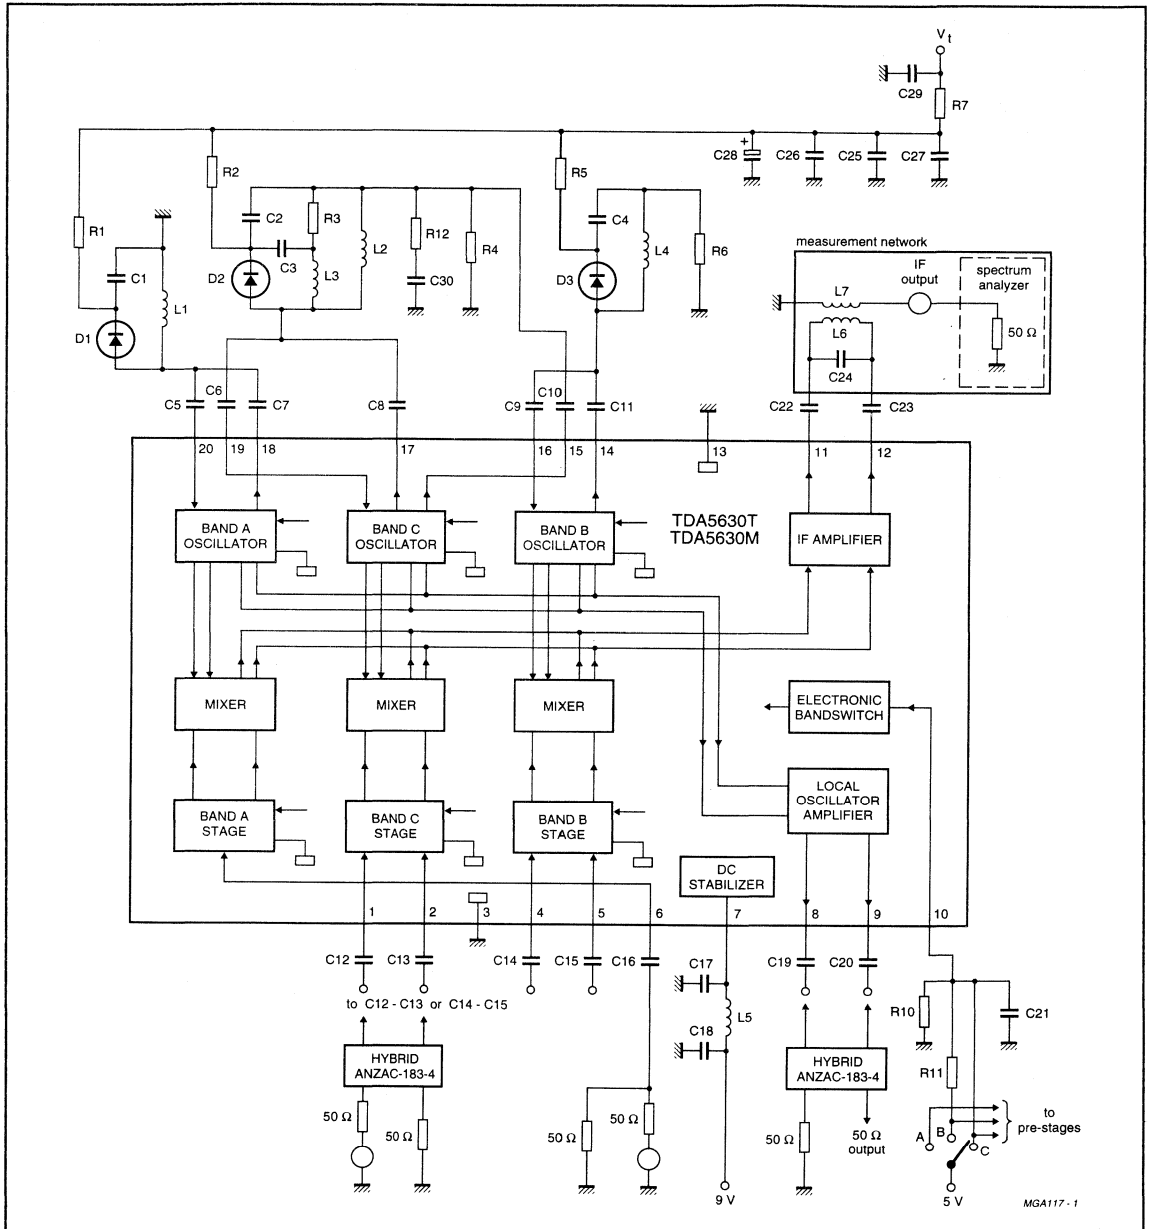 Vt
C29
R7
R2
R5
C28
+
C26
C25
C27
R1
C2
R3
L2
R12
R4
C4
L4
R6
C1
L1
D2
C3
L3
C30
D3
D1
measurement network
L7
IF
output
spectrum
analyzer
L6
50 Ω
C24
C5
C6
C7
C8
C9
C10
C11
C22
C23
20
19
18
17
16
15
14
13
11
12
BAND A
OSCILLATOR
BAND C
OSCILLATOR
BAND B
OSCILLATOR
TDA5630T
TDA5630M
IF AMPLIFIER
MIXER
MIXER
MIXER
ELECTRONIC
BANDSWITCH
BAND A
STAGE
BAND C
STAGE
BAND B
STAGE
LOCAL
OSCILLATOR
AMPLIFIER
DC
STABILIZER
1
2
3
4
5
6
7
8
9
10
C12
C13
C14
C15
C16
C17
C19
C20
to C12 - C13 or C14 - C15
C18
L5
R10
C21
HYBRID
ANZAC-183-4
HYBRID
ANZAC-183-4
R11
50 Ω
50 Ω
50 Ω
50 Ω
50 Ω
50 Ω
output
A
B
C
to
pre-stages
9 V
5 V
MGA117 - 1